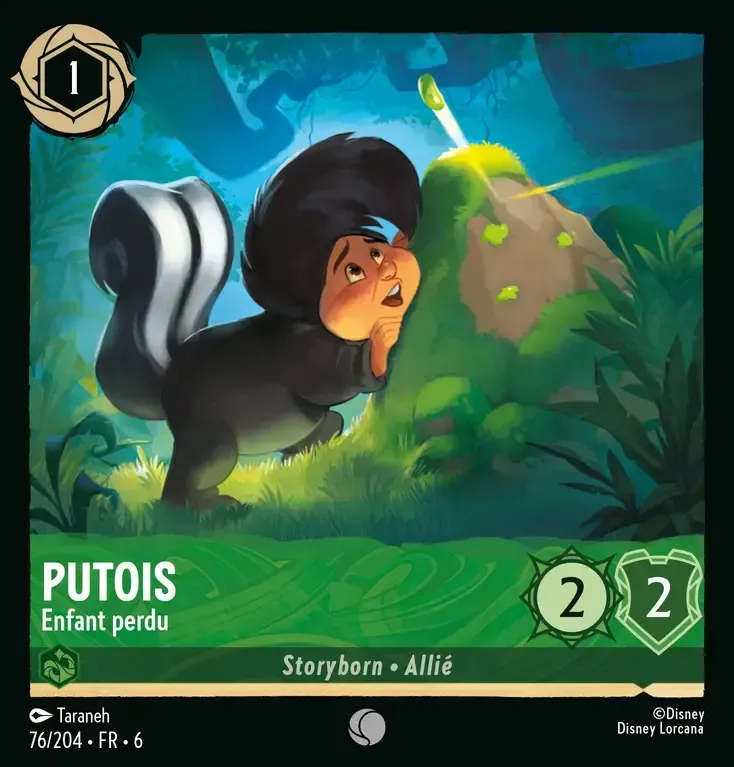 1
PUTOIS
Enfant perdu
2
2
Storyborn • Allié
Taraneh
76/204 • FR • 6
©Disney
Disney Lorcana